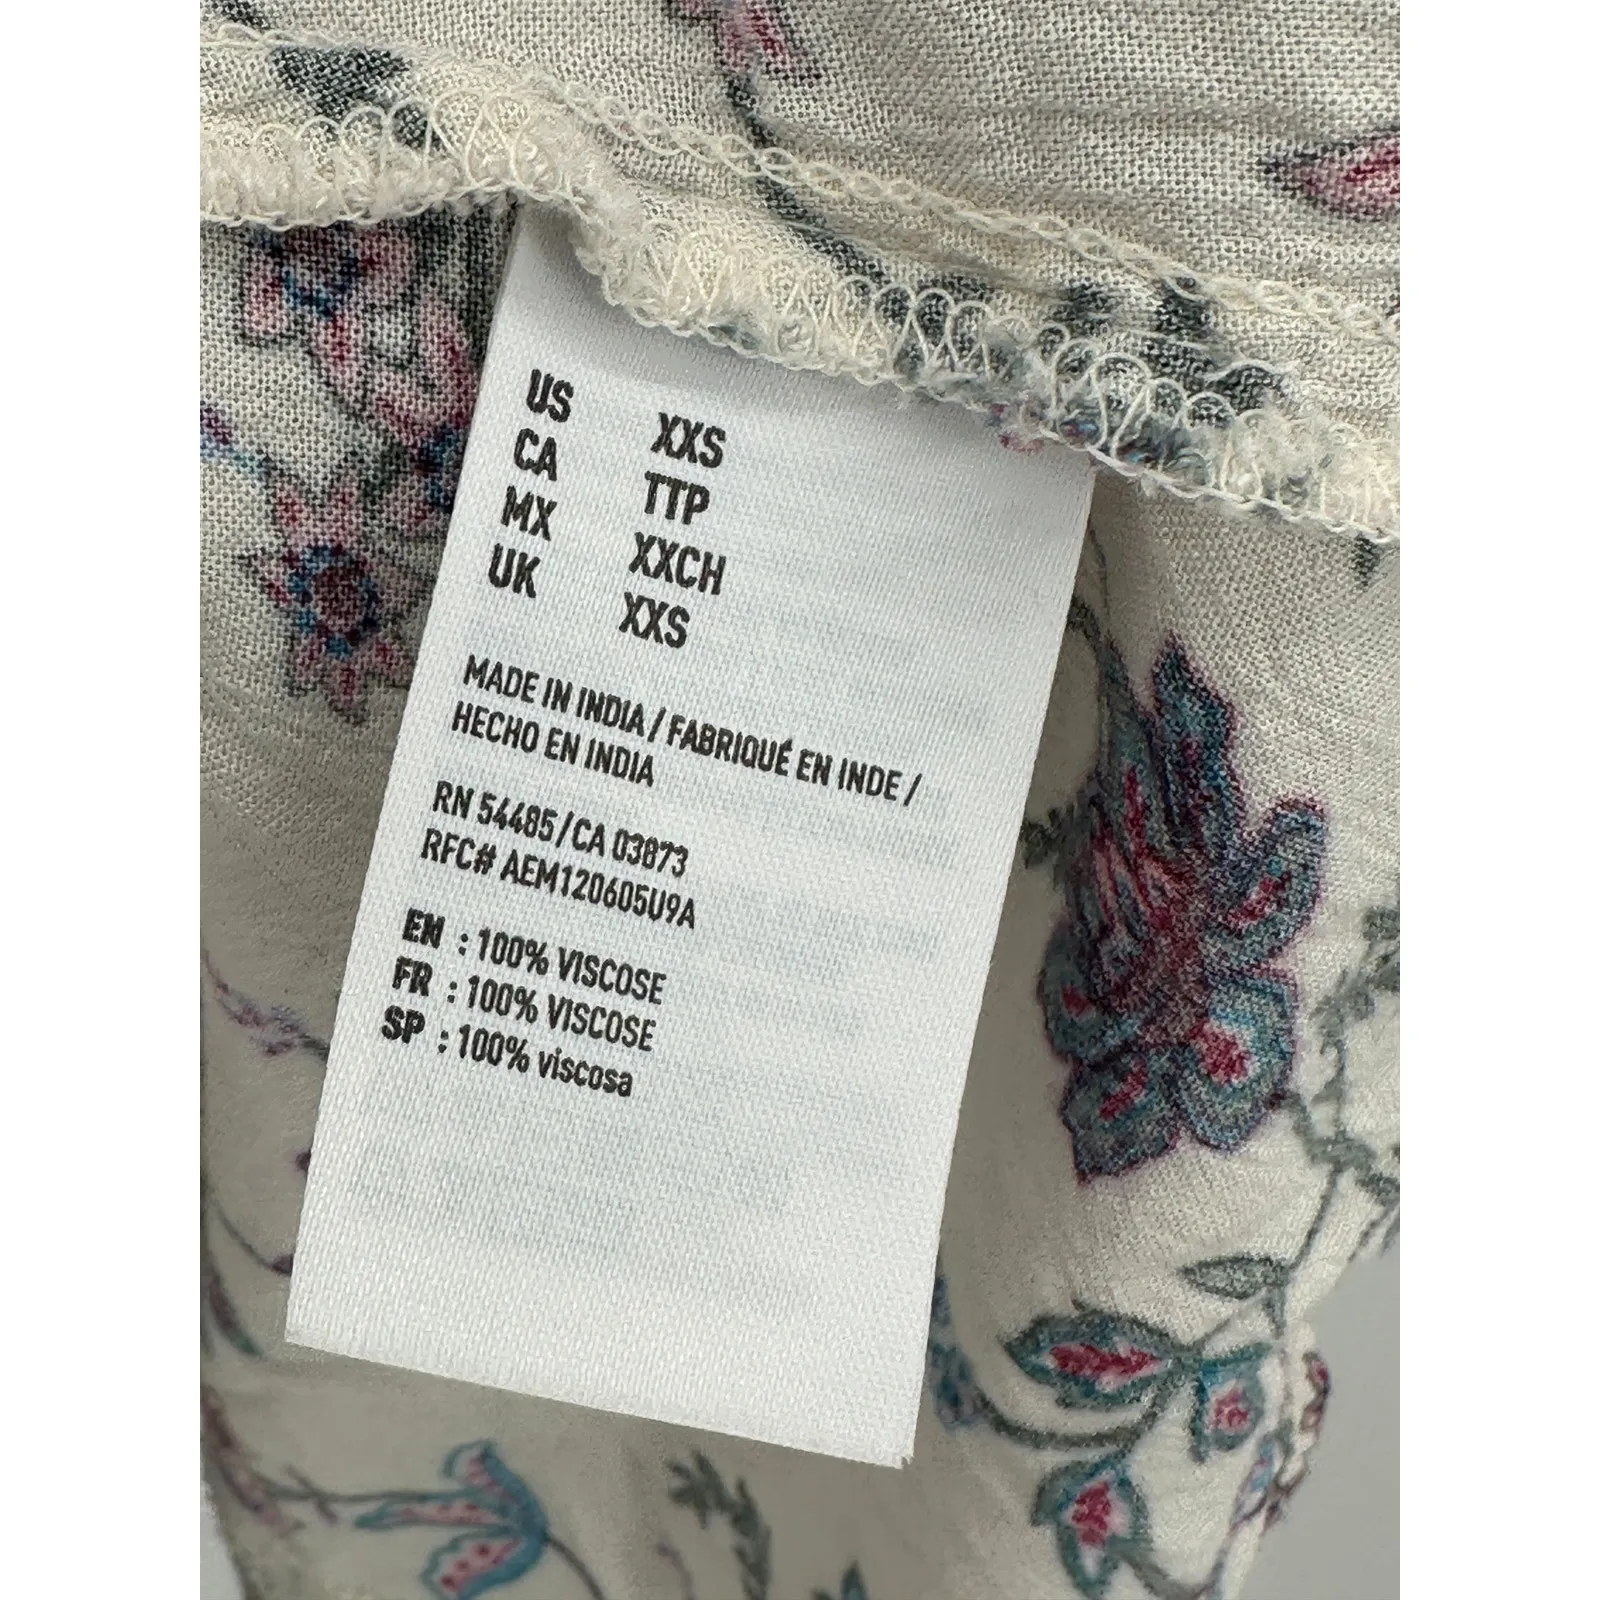 US XXS
CA TTP
MX XXCH
UK XXS
MADE IN INDIA / FABRIQUÉ EN INDE /
HECHO EN INDIA
RN 54485/CA 03873
RFC# AEM120605U9A
EN : 100% VISCOSE
FR : 100% VISCOSE
SP : 100% viscosa